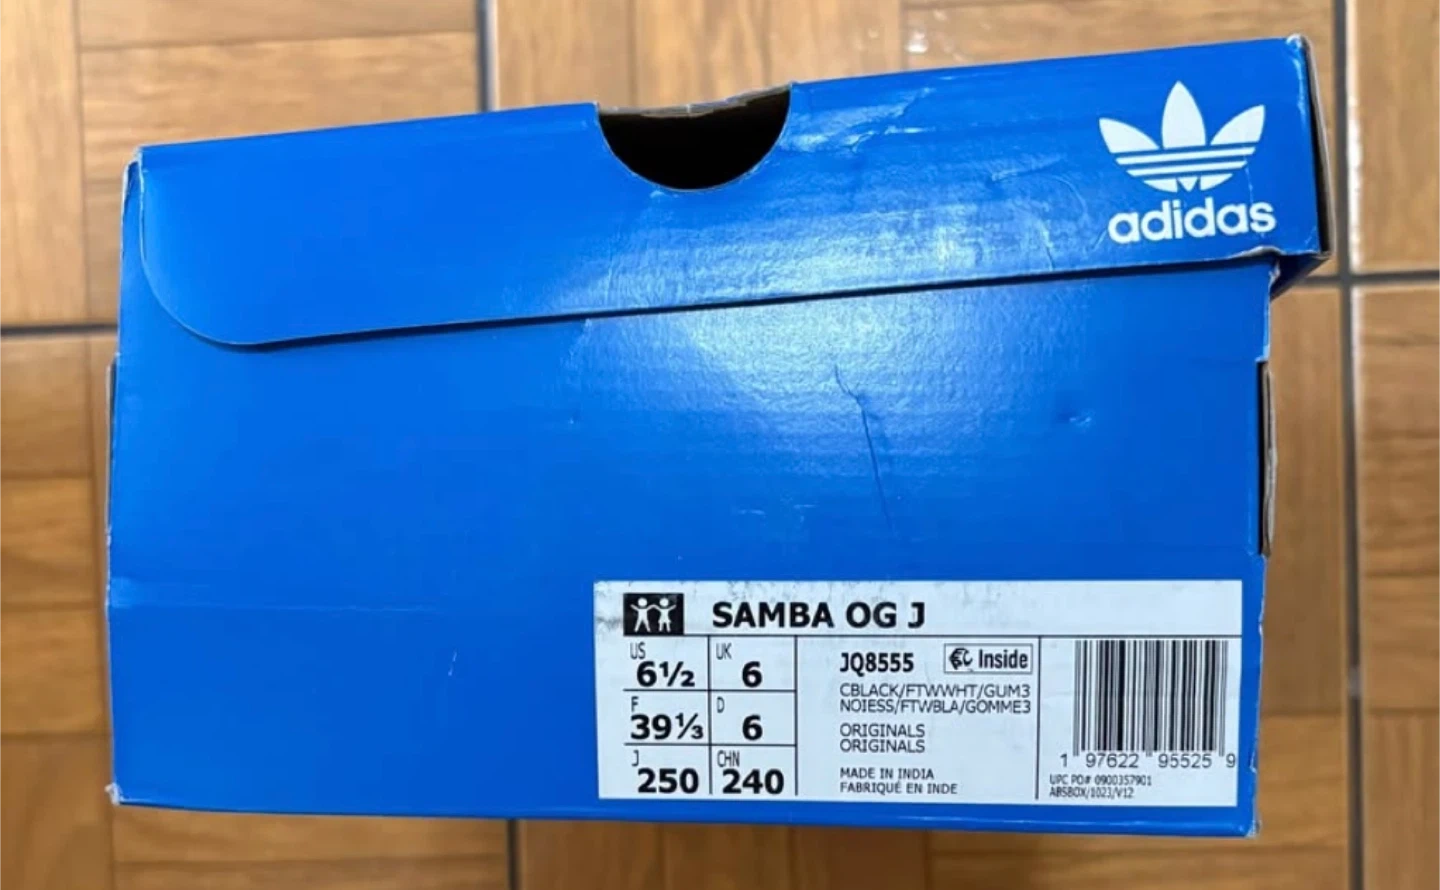 adidas
SAMBA OG J
US 6½ UK 6
F 39⅓ D 6
J 250 CHN 240
JQ8555 Inside
CBLACK/FTWWHT/GUM3
NOIESS/FTWBLA/GOMME3
ORIGINALS
ORIGINALS
MADE IN INDIA
FABRIQUÉ EN INDE
1 97622 95525 9
UPC PO# 0900357901
ABSBOX/1023/V12